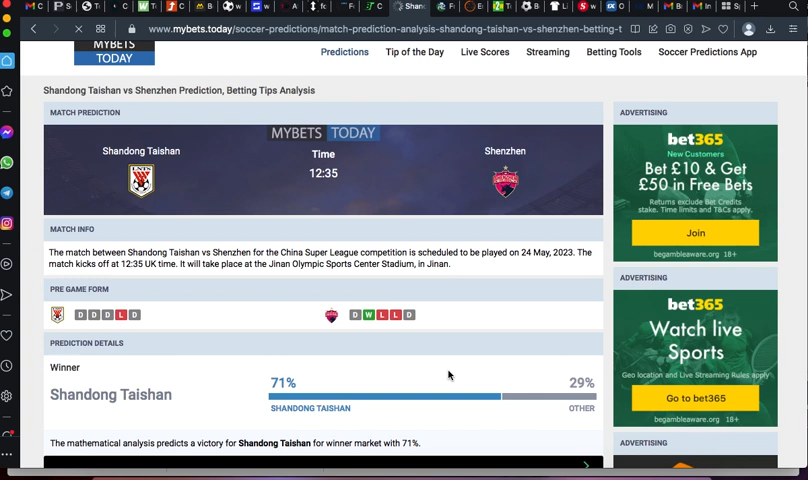 www.mybets.today/soccer-predictions/match-prediction-analysis-shandong-taishan-vs-shenzhen-betting-t
MYBETS
TODAY
Predictions
Tip of the Day
Live Scores
Streaming
Betting Tools
Soccer Predictions App
Shandong Taishan vs Shenzhen Prediction, Betting Tips Analysis
MATCH PREDICTION
MYBETS TODAY
Shandong Taishan
Time
Shenzhen
12:35
MATCH INFO
The match between Shandong Taishan vs Shenzhen for the China Super League competition is scheduled to be played on 24 May, 2023. The
match kicks off at 12:35 UK time. It will take place at the Jinan Olympic Sports Center Stadium, in Jinan.
PRE GAME FORM
D D D L D
D W L L D
PREDICTION DETAILS
Winner
Shandong Taishan
71%
29%
SHANDONG TAISHAN
OTHER
The mathematical analysis predicts a victory for Shandong Taishan for winner market with 71%.
ADVERTISING
bet365
New Customers
Bet £10 & Get
£50 in Free Bets
Returns exclude Bet Credits
stake. Time limits and T&Cs apply.
Join
begambleaware.org 18+
ADVERTISING
bet365
Watch live
Sports
Geo location and Live Streaming Rules apply
Go to bet365
begambleaware.org 18+
ADVERTISING